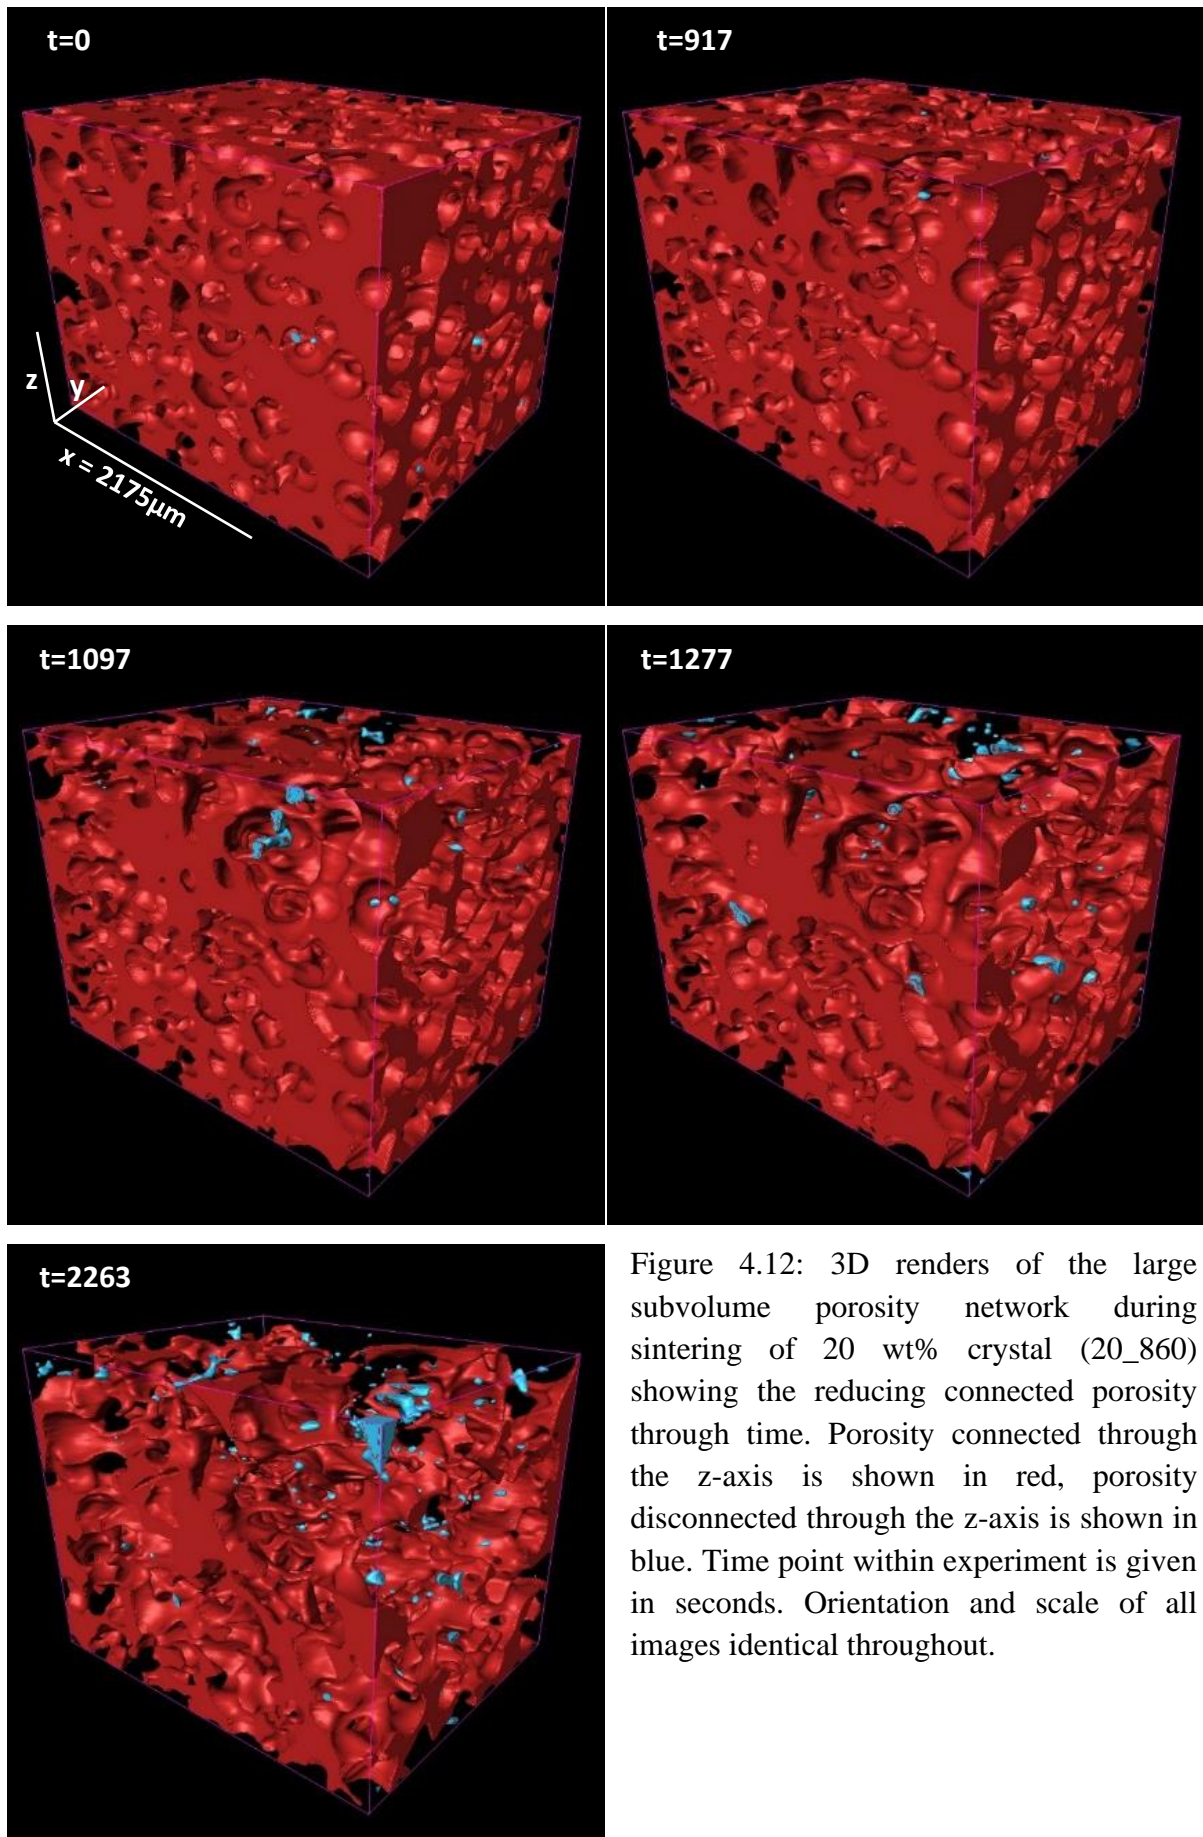 t=0
t=917
z
y
x = 2175µm
t=1097
t=1277
t=2263
Figure 4.12: 3D renders of the large
subvolume porosity network during
sintering of 20 wt% crystal (20_860)
showing the reducing connected porosity
through time. Porosity connected through
the z-axis is shown in red, porosity
disconnected through the z-axis is shown in
blue. Time point within experiment is given
in seconds. Orientation and scale of all
images identical throughout.